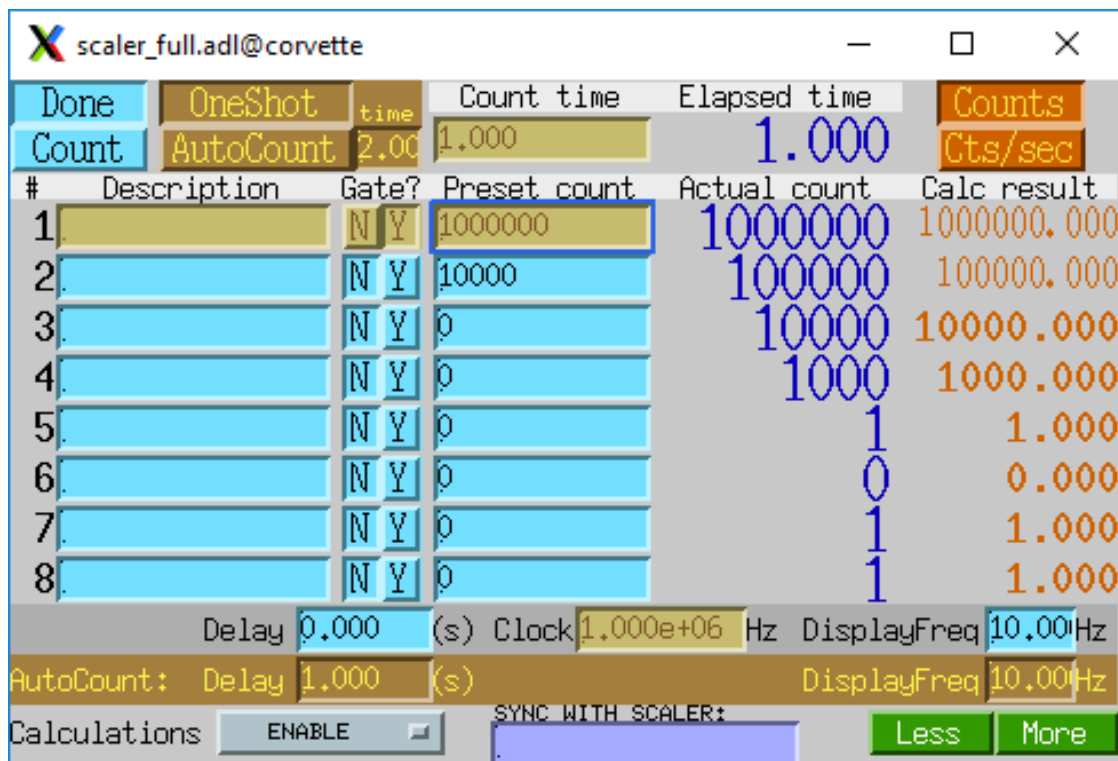 scaler_full.adl@corvette
Done OneShot time Count time Elapsed time Counts
Count AutoCount 2.00 1.000 1.000 Cts/sec
# Description Gate? Preset count Actual count Calc result
1 N Y 1000000 1000000 1000000.000
2 N Y 10000 100000 100000.000
3 N Y 0 10000 10000.000
4 N Y 0 1000 1000.000
5 N Y 0 1 1.000
6 N Y 0 0 0.000
7 N Y 0 1 1.000
8 N Y 0 1 1.000
Delay 0.000 (s) Clock 1.000e+06 Hz DisplayFreq 10.00 Hz
AutoCount: Delay 1.000 (s) DisplayFreq 10.00 Hz
Calculations ENABLE SYNC WITH SCALER: Less More